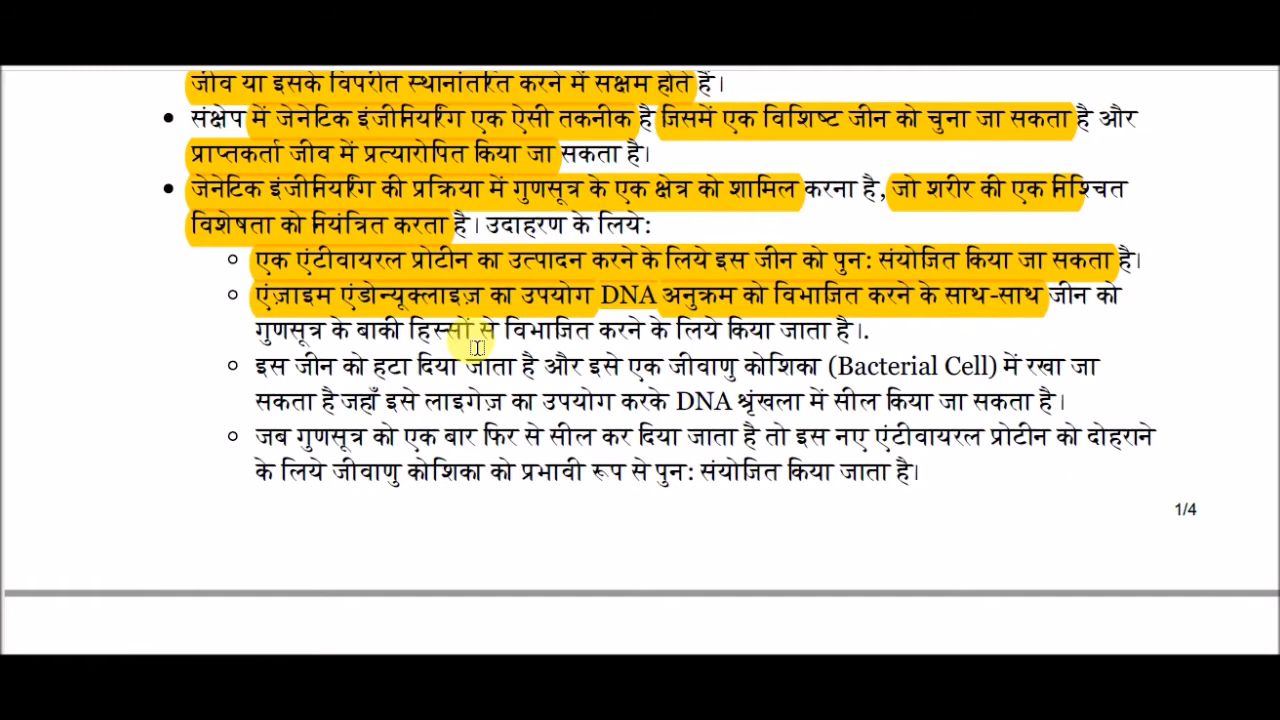 जीव या इसके विपरीत स्थानांतरित करने में सक्षम होते हैं।
• संक्षेप में जेनेटिक इंजीनियरिंग एक ऐसी तकनीक है जिसमें एक विशिष्ट जीन को चुना जा सकता है और
प्राप्तकर्ता जीव में प्रत्यारोपित किया जा सकता है।
• जेनेटिक इंजीनियरिंग की प्रक्रिया में गुणसूत्र के एक क्षेत्र को शामिल करना है, जो शरीर की एक निश्चित
विशेषता को नियंत्रित करता है। उदाहरण के लिये:
○ एक एंटीवायरल प्रोटीन का उत्पादन करने के लिये इस जीन को पुन: संयोजित किया जा सकता है।
○ एंज़ाइम एंडोन्यूक्लाइज़ का उपयोग DNA अनुक्रम को विभाजित करने के साथ-साथ जीन को
गुणसूत्र के बाकी हिस्सों से विभाजित करने के लिये किया जाता है।.
○ इस जीन को हटा दिया जाता है और इसे एक जीवाणु कोशिका (Bacterial Cell) में रखा जा
सकता है जहाँ इसे लाइगेज़ का उपयोग करके DNA श्रृंखला में सील किया जा सकता है।
○ जब गुणसूत्र को एक बार फिर से सील कर दिया जाता है तो इस नए एंटीवायरल प्रोटीन को दोहराने
के लिये जीवाणु कोशिका को प्रभावी रूप से पुन: संयोजित किया जाता है।
1/4